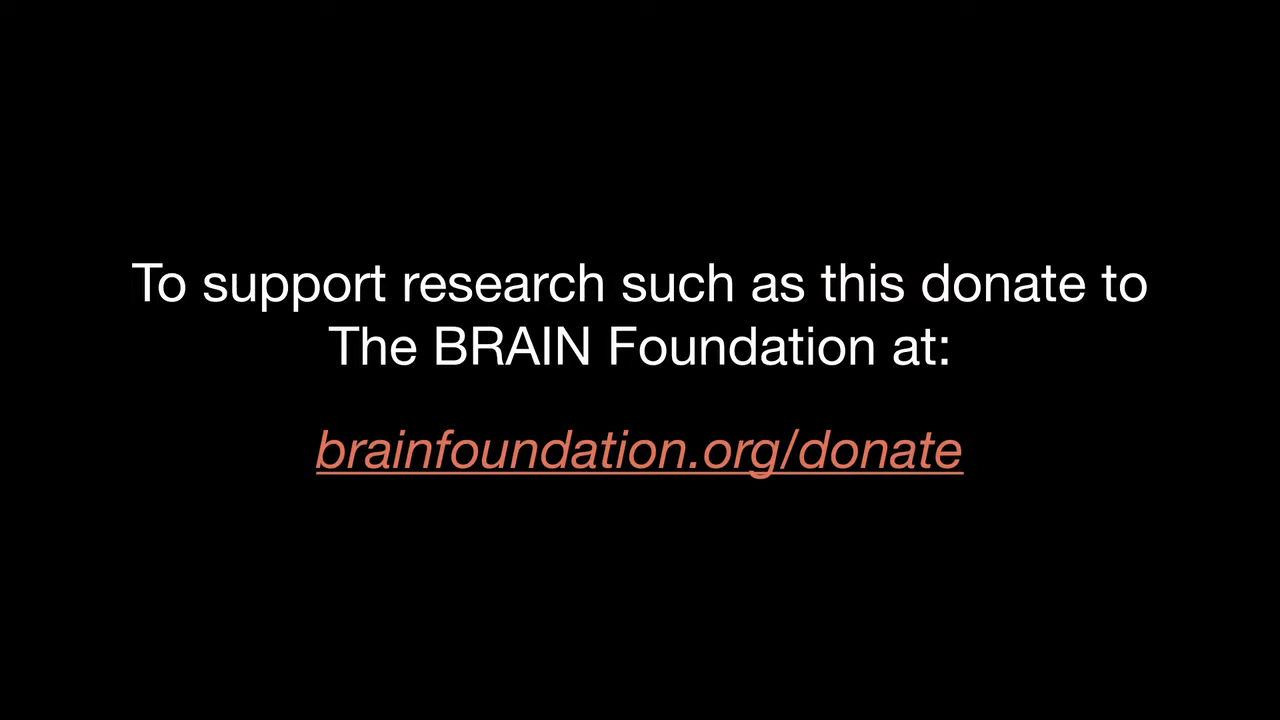 To support research such as this donate to
The BRAIN Foundation at:
brainfoundation.org/donate